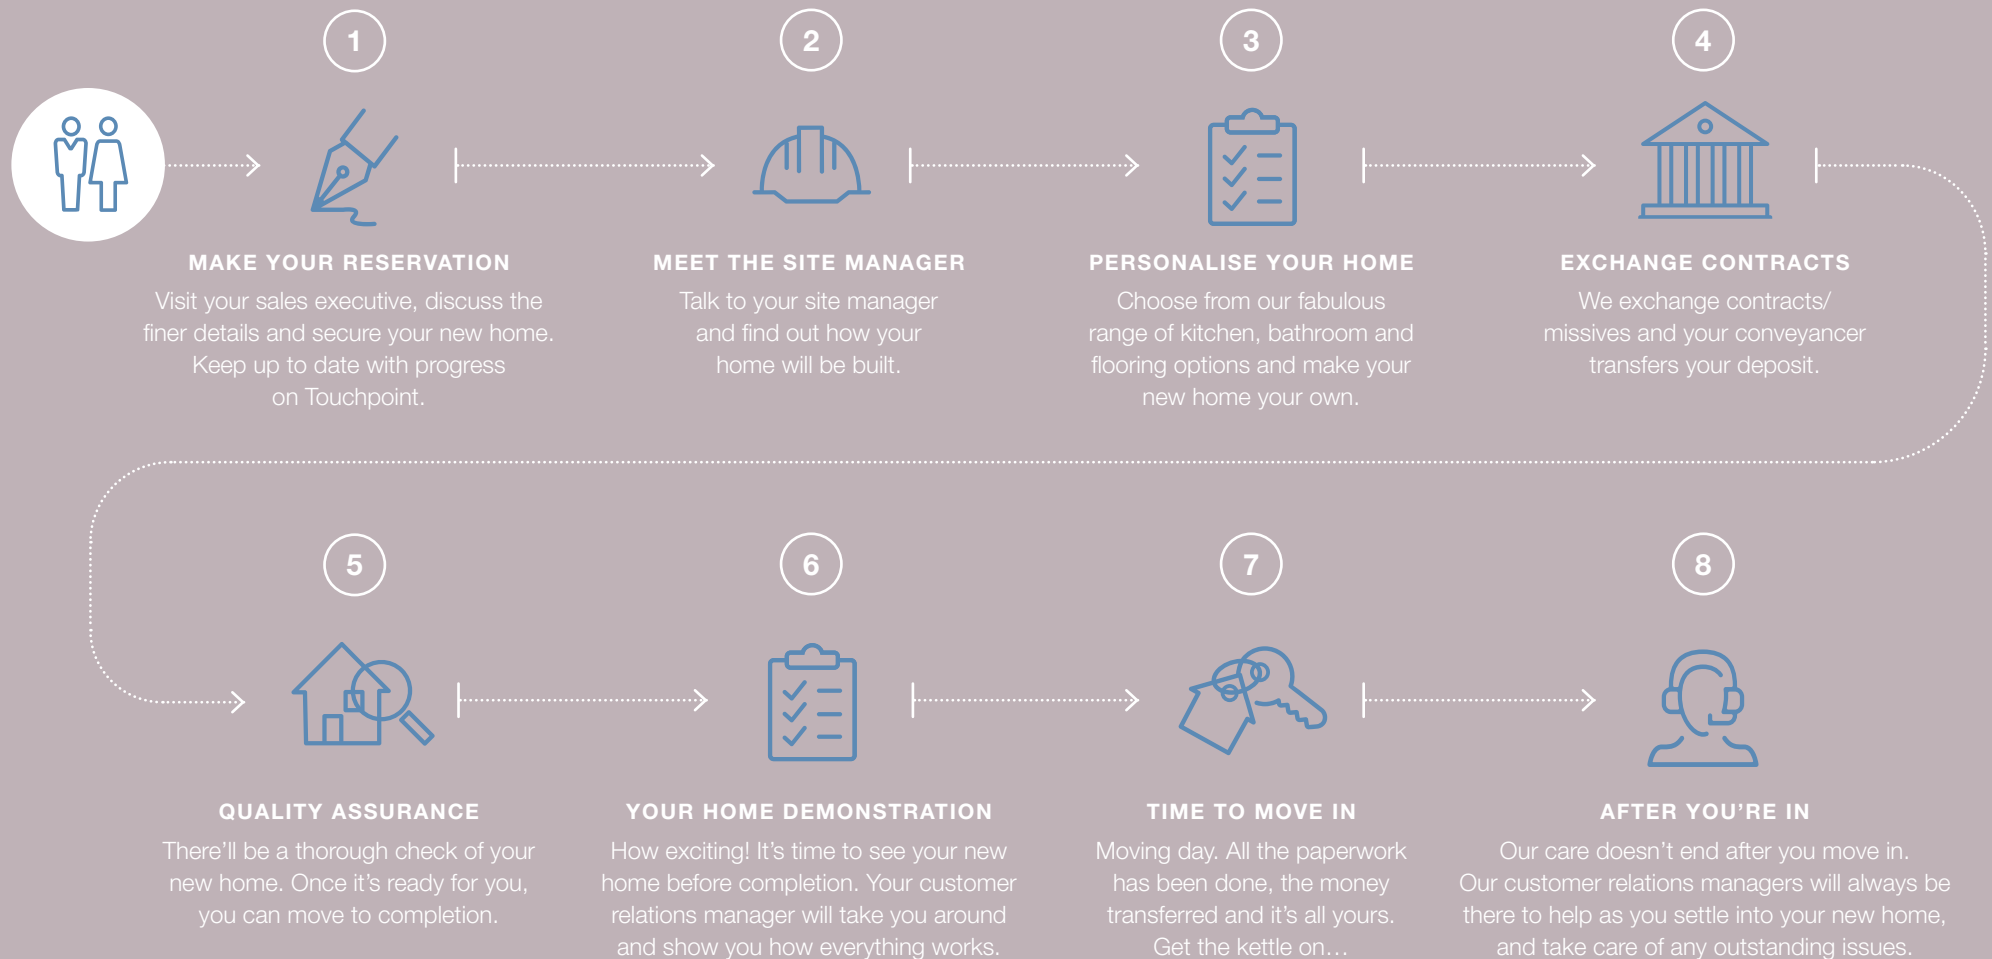 1
MAKE YOUR RESERVATION
Visit your sales executive, discuss the
finer details and secure your new home.
Keep up to date with progress
on Touchpoint.
2
MEET THE SITE MANAGER
Talk to your site manager
and find out how your
home will be built.
3
PERSONALISE YOUR HOME
Choose from our fabulous
range of kitchen, bathroom and
flooring options and make your
new home your own.
4
EXCHANGE CONTRACTS
We exchange contracts/
missives and your conveyancer
transfers your deposit.
5
QUALITY ASSURANCE
There’ll be a thorough check of your
new home. Once it’s ready for you,
you can move to completion.
6
YOUR HOME DEMONSTRATION
How exciting! It’s time to see your new
home before completion. Your customer
relations manager will take you around
and show you how everything works.
7
TIME TO MOVE IN
Moving day. All the paperwork
has been done, the money
transferred and it’s all yours.
Get the kettle on…
8
AFTER YOU’RE IN
Our care doesn’t end after you move in.
Our customer relations managers will always be
there to help as you settle into your new home,
and take care of any outstanding issues.